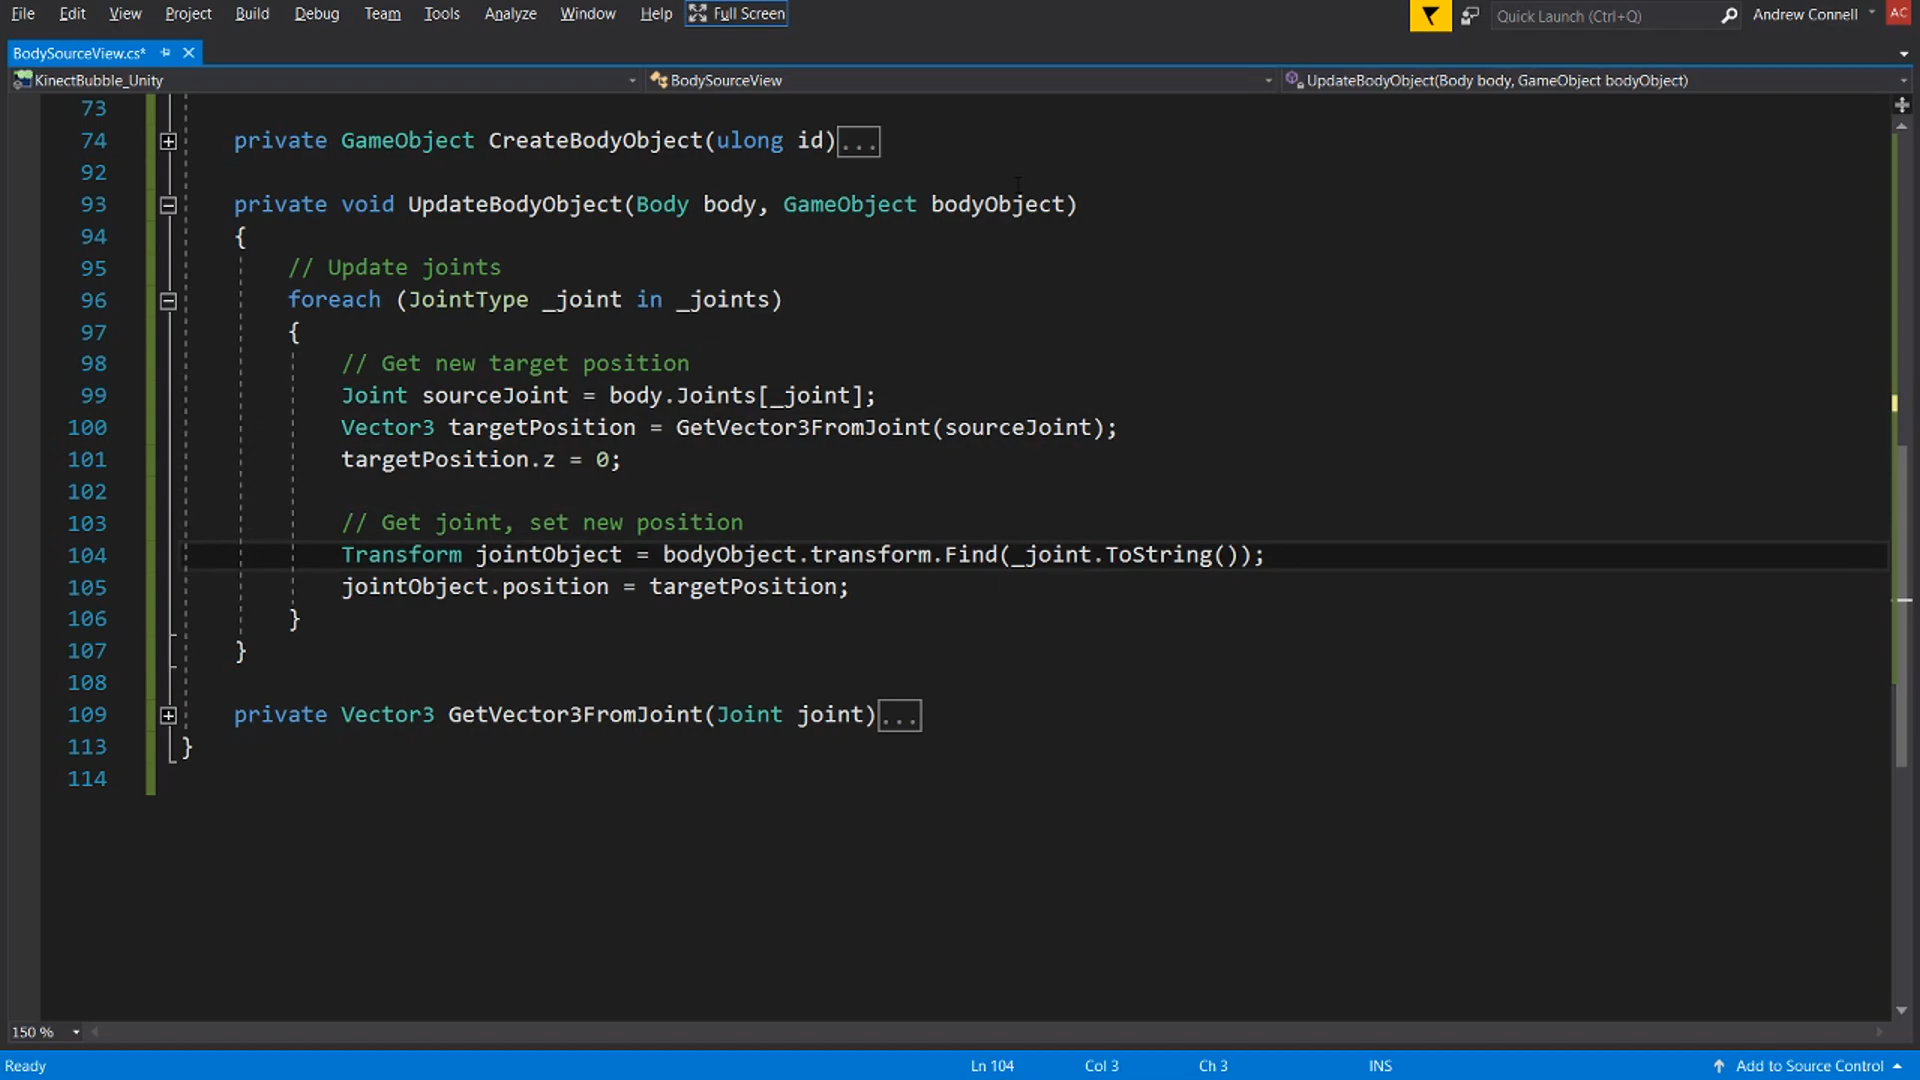 File Edit View Project Build Debug Team Tools Analyze Window Help Full Screen Quick Launch (Ctrl+Q) Andrew Connell AC
BodySourceView.cs*
KinectBubble_Unity BodySourceView UpdateBodyObject(Body body, GameObject bodyObject)
73
74 private GameObject CreateBodyObject(ulong id)...
92
93 private void UpdateBodyObject(Body body, GameObject bodyObject)
94 {
95 // Update joints
96 foreach (JointType _joint in _joints)
97 {
98 // Get new target position
99 Joint sourceJoint = body.Joints[_joint];
100 Vector3 targetPosition = GetVector3FromJoint(sourceJoint);
101 targetPosition.z = 0;
102
103 // Get joint, set new position
104 Transform jointObject = bodyObject.transform.Find(_joint.ToString());
105 jointObject.position = targetPosition;
106 }
107 }
108
109 private Vector3 GetVector3FromJoint(Joint joint)...
113 }
114
150 %
Ready Ln 104 Col 3 Ch 3 INS Add to Source Control